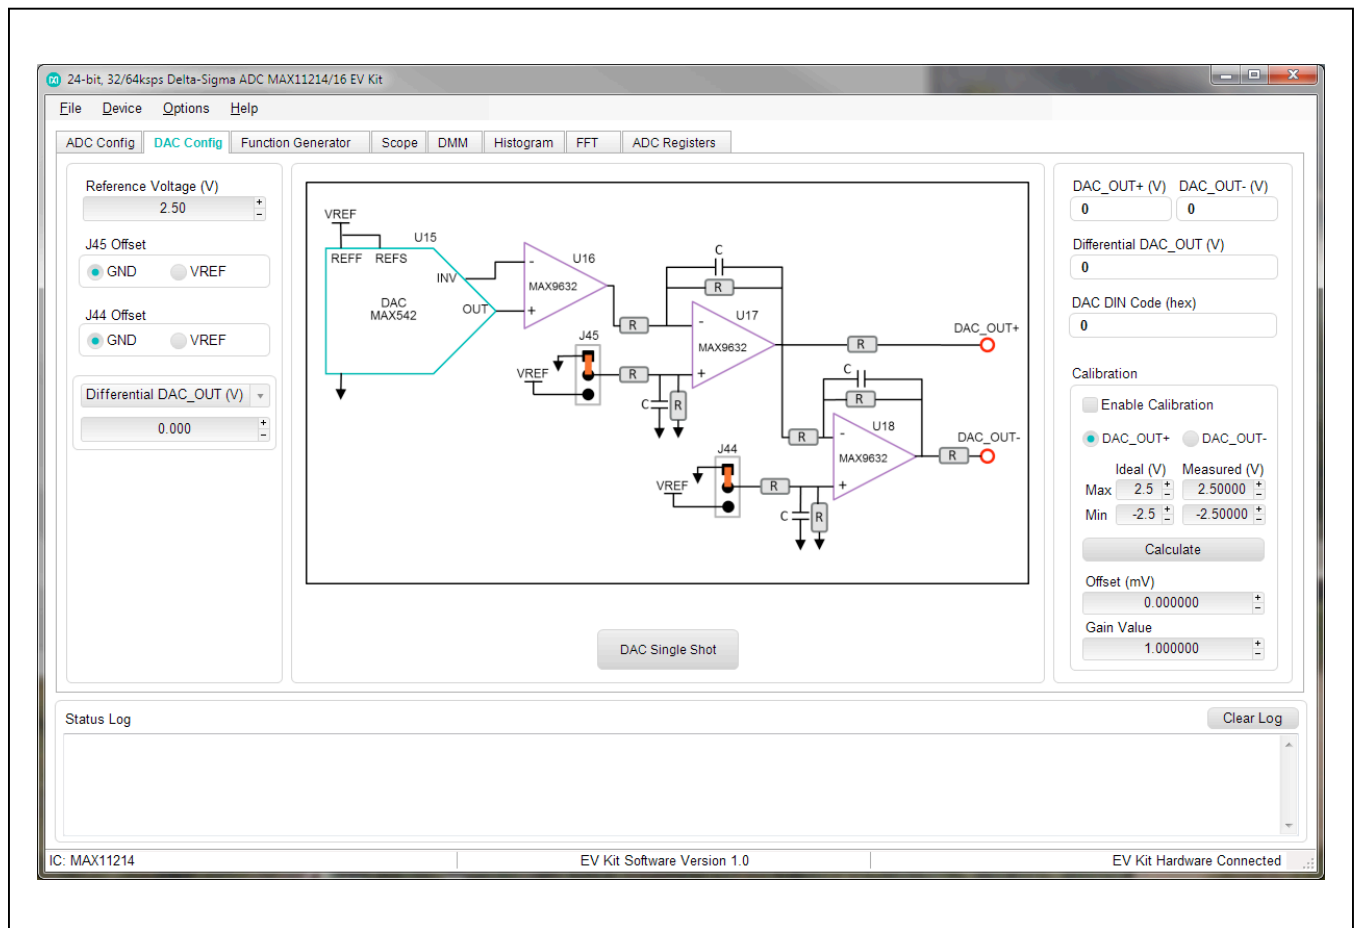 24-bit, 32/64ksps Delta-Sigma ADC MAX11214/16 EV Kit
File Device Options Help
ADC Config DAC Config Function Generator Scope DMM Histogram FFT ADC Registers
Reference Voltage (V)
2.50
J45 Offset
GND VREF
J44 Offset
GND VREF
Differential DAC_OUT (V)
0.000
VREF
U15
REFF REFS
INV
DAC
MAX542
OUT
U16
-
MAX9632
+
C
R
R
-
U17
MAX9632
+
J45
VREF
R
C
R
R
DAC_OUT+
C
R
R
-
U18
MAX9632
+
R
DAC_OUT-
J44
VREF
R
C
R
DAC Single Shot
DAC_OUT+ (V) DAC_OUT- (V)
0 0
Differential DAC_OUT (V)
0
DAC DIN Code (hex)
0
Calibration
Enable Calibration
DAC_OUT+ DAC_OUT-
Ideal (V) Measured (V)
Max 2.5 2.50000
Min -2.5 -2.50000
Calculate
Offset (mV)
0.000000
Gain Value
1.000000
Status Log
Clear Log
IC: MAX11214
EV Kit Software Version 1.0
EV Kit Hardware Connected